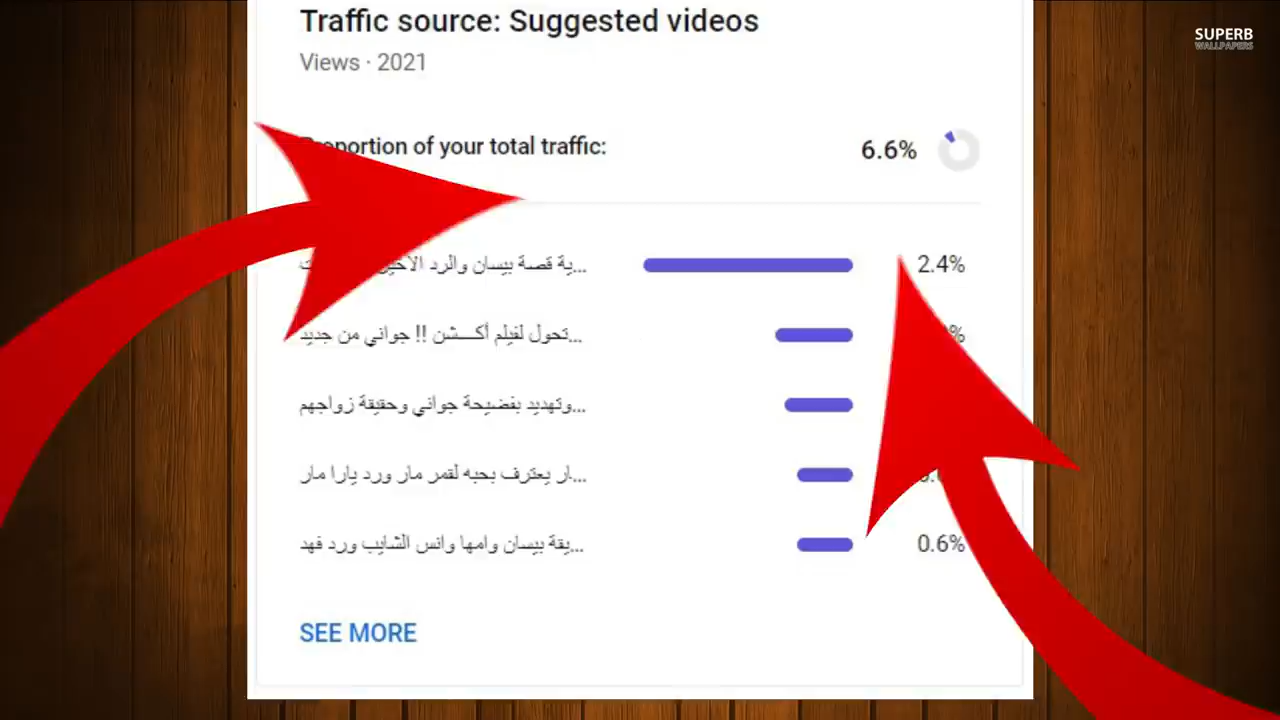 Traffic source: Suggested videos
SUPERB
WALLPAPERS
Views · 2021
Proportion of your total traffic:
6.6%
...ية قصة بيسان والرد
2.4%
...تحول لفيلم أكـــشن !! جواني من جديد
...وتهديد بفضيحة جواني وحقيقة زواجهم
...ار يعترف بحبه لقمر مار ورد يارا مار
...يقة بيسان وامها وانس الشايب ورد فهد
0.6%
SEE MORE